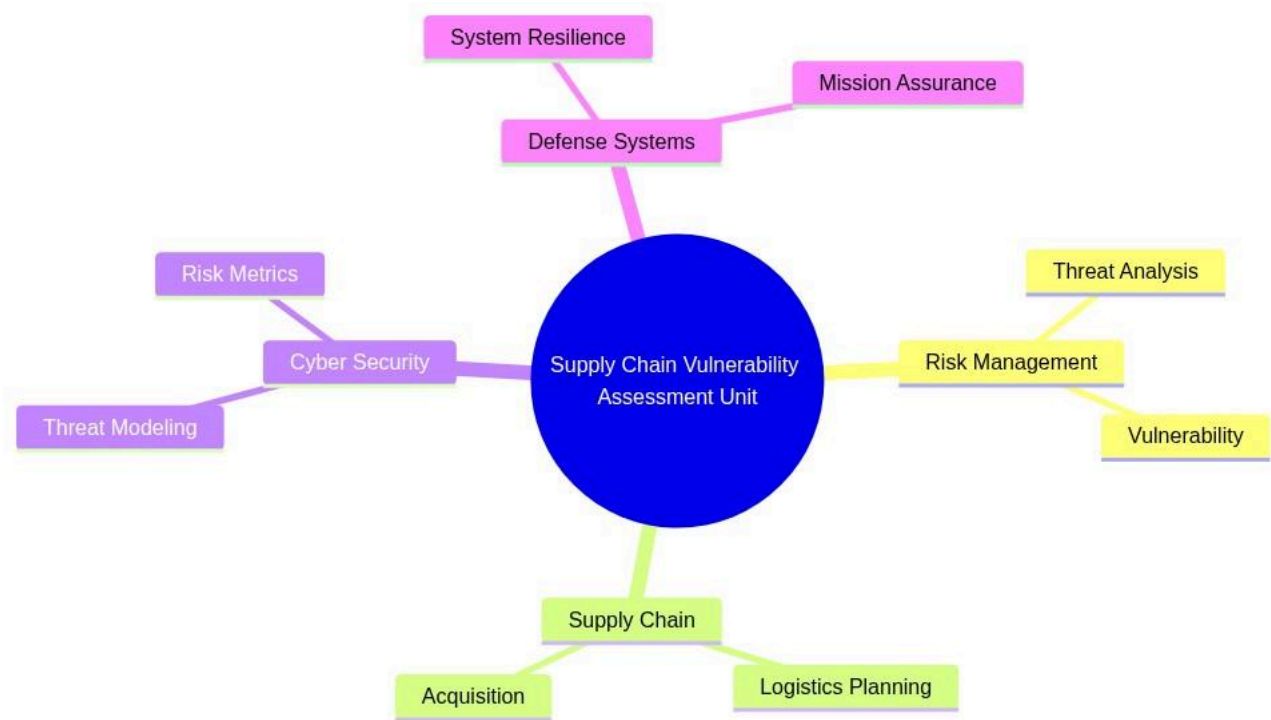 System Resilience
Mission Assurance
Defense Systems
Risk Metrics
Threat Analysis
Cyber Security
Supply Chain Vulnerability
Assessment Unit
Risk Management
Threat Modeling
Vulnerability
Supply Chain
Acquisition
Logistics Planning